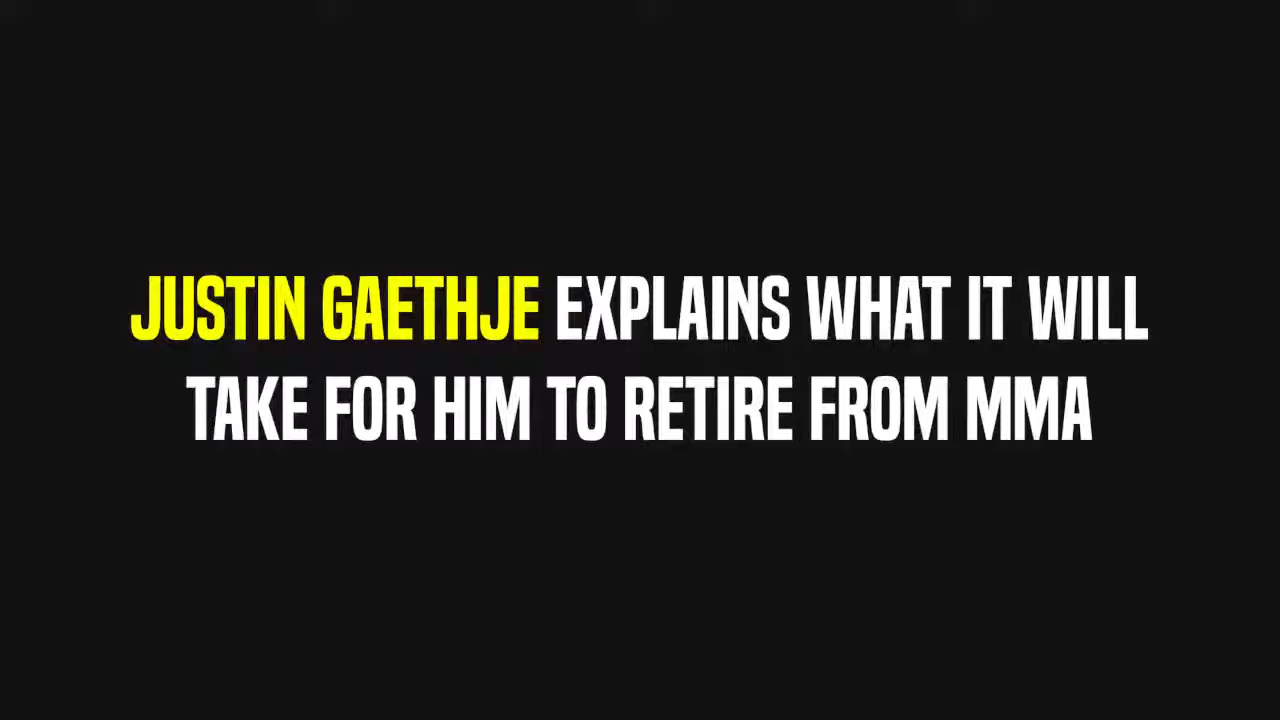 JUSTIN GAETHJE EXPLAINS WHAT IT WILL
TAKE FOR HIM TO RETIRE FROM MMA